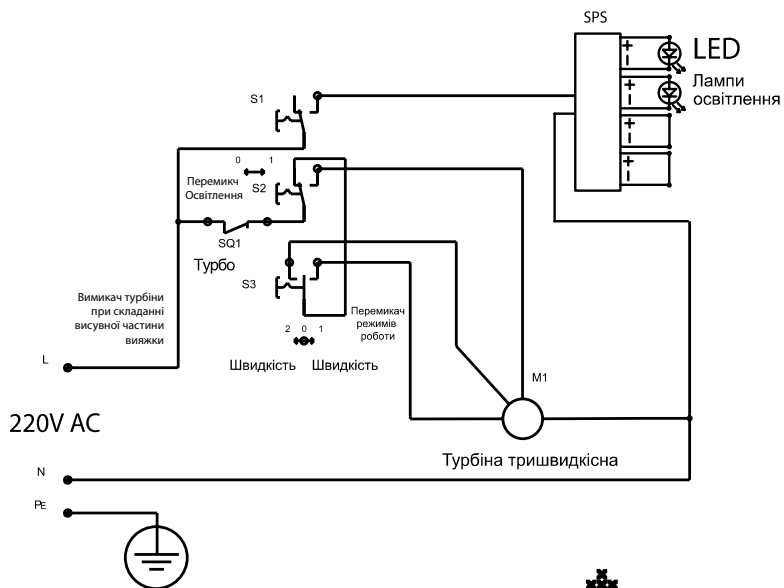 SPS
LED
Лампи
освітлення
S1
0 1
Перемикч
Освітлення
S2
SQ1
Турбо
S3
Вимикач турбіни
при складанні
висувної частини
вияжки
Перемикач
режимів
роботи
2 0 1
Швидкість Швидкість
L
M1
220V AC
Турбіна тришвидкісна
N
PE